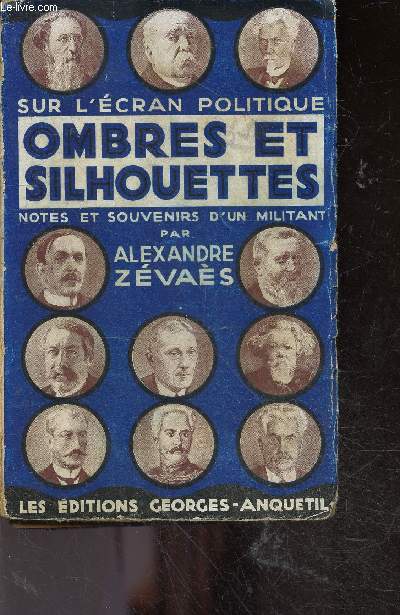 © Le-livre.com
SUR L'ÉCRAN POLITIQUE
OMBRES ET
SILHOUETTES
NOTES ET SOUVENIRS D'UN MILITANT
PAR
ALEXANDRE
ZÉVAÈS
LES ÉDITIONS GEORGES-ANQUETIL